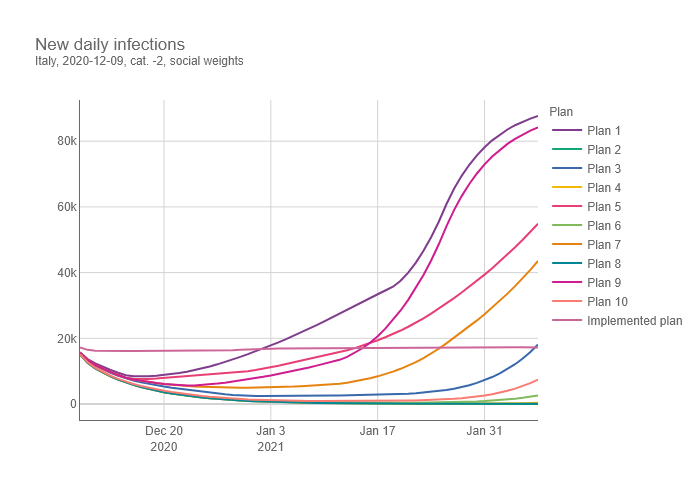 New daily infections
Italy, 2020-12-09, cat. -2, social weights
Plan
Plan 1
Plan 2
Plan 3
Plan 4
Plan 5
Plan 6
Plan 7
Plan 8
Plan 9
Plan 10
Implemented plan
80k
60k
40k
20k
0
Dec 20
2020
Jan 3
2021
Jan 17
Jan 31